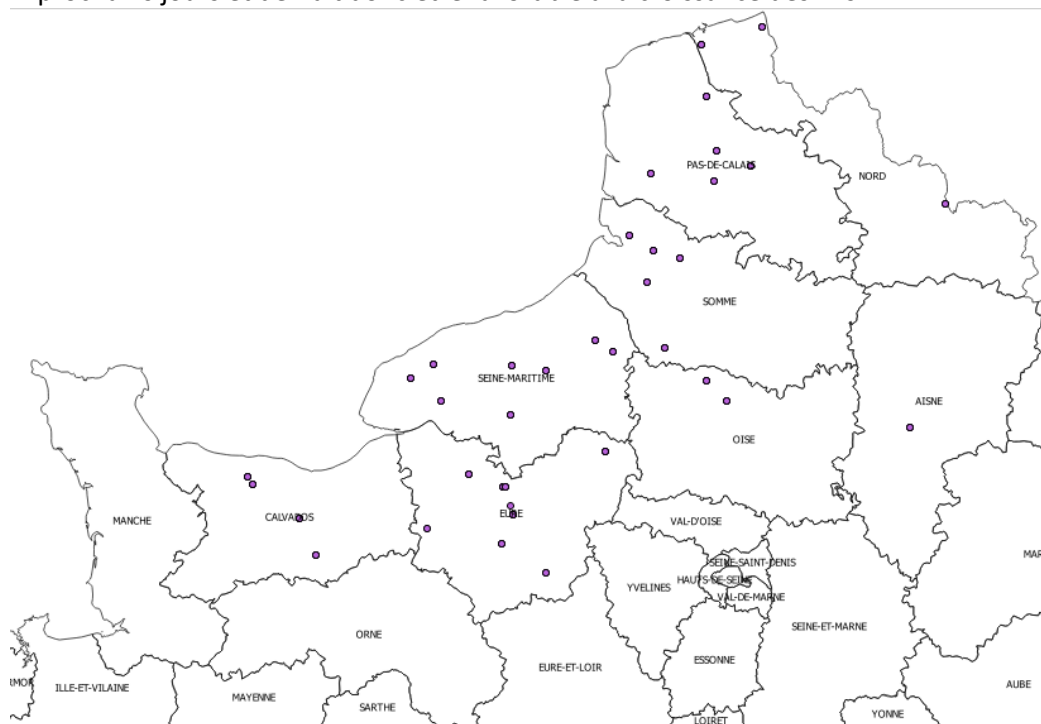 PAS-DE-CALAIS
NORD
SOMME
SEINE-MARITIME
AISNE
OISE
CALVADOS
EURE
MANCHE
VAL-D'OISE
SEINE-SAINT-DENIS
HAUTS-DE-SEINE
YVELINES
VAL-DE-MARNE
SEINE-ET-MARNE
ORNE
ESSONNE
EURE-ET-LOIR
ILLE-ET-VILAINE
MAYENNE
SARTHE
AUBE
YONNE
LOIRET